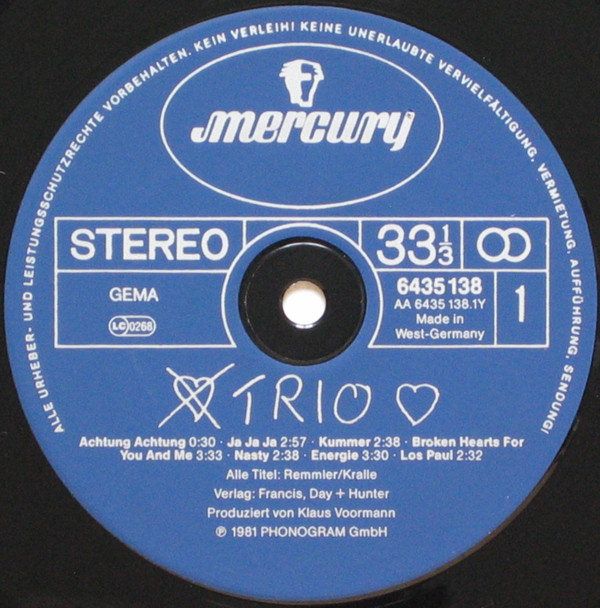 ALLE URHEBER- UND LEISTUNGSSCHUTZRECHTE VORBEHALTEN. KEIN VERLEIH! KEINE UNERLAUBTE VERVIELFÄLTIGUNG, VERMIETUNG, AUFFÜHRUNG, SENDUNG!
mercury
STEREO
33 1/3
GEMA
LC 0268
6435 138
AA 6435 138.1Y
Made in
West-Germany
1
TRIO
Achtung Achtung 0:30 · Ja Ja Ja 2:57 · Kummer 2:38 · Broken Hearts For
You And Me 3:33 · Nasty 2:38 · Energie 3:30 · Los Paul 2:32
Alle Titel: Remmler/Kralle
Verlag: Francis, Day + Hunter
Produziert von Klaus Voormann
℗ 1981 PHONOGRAM GmbH